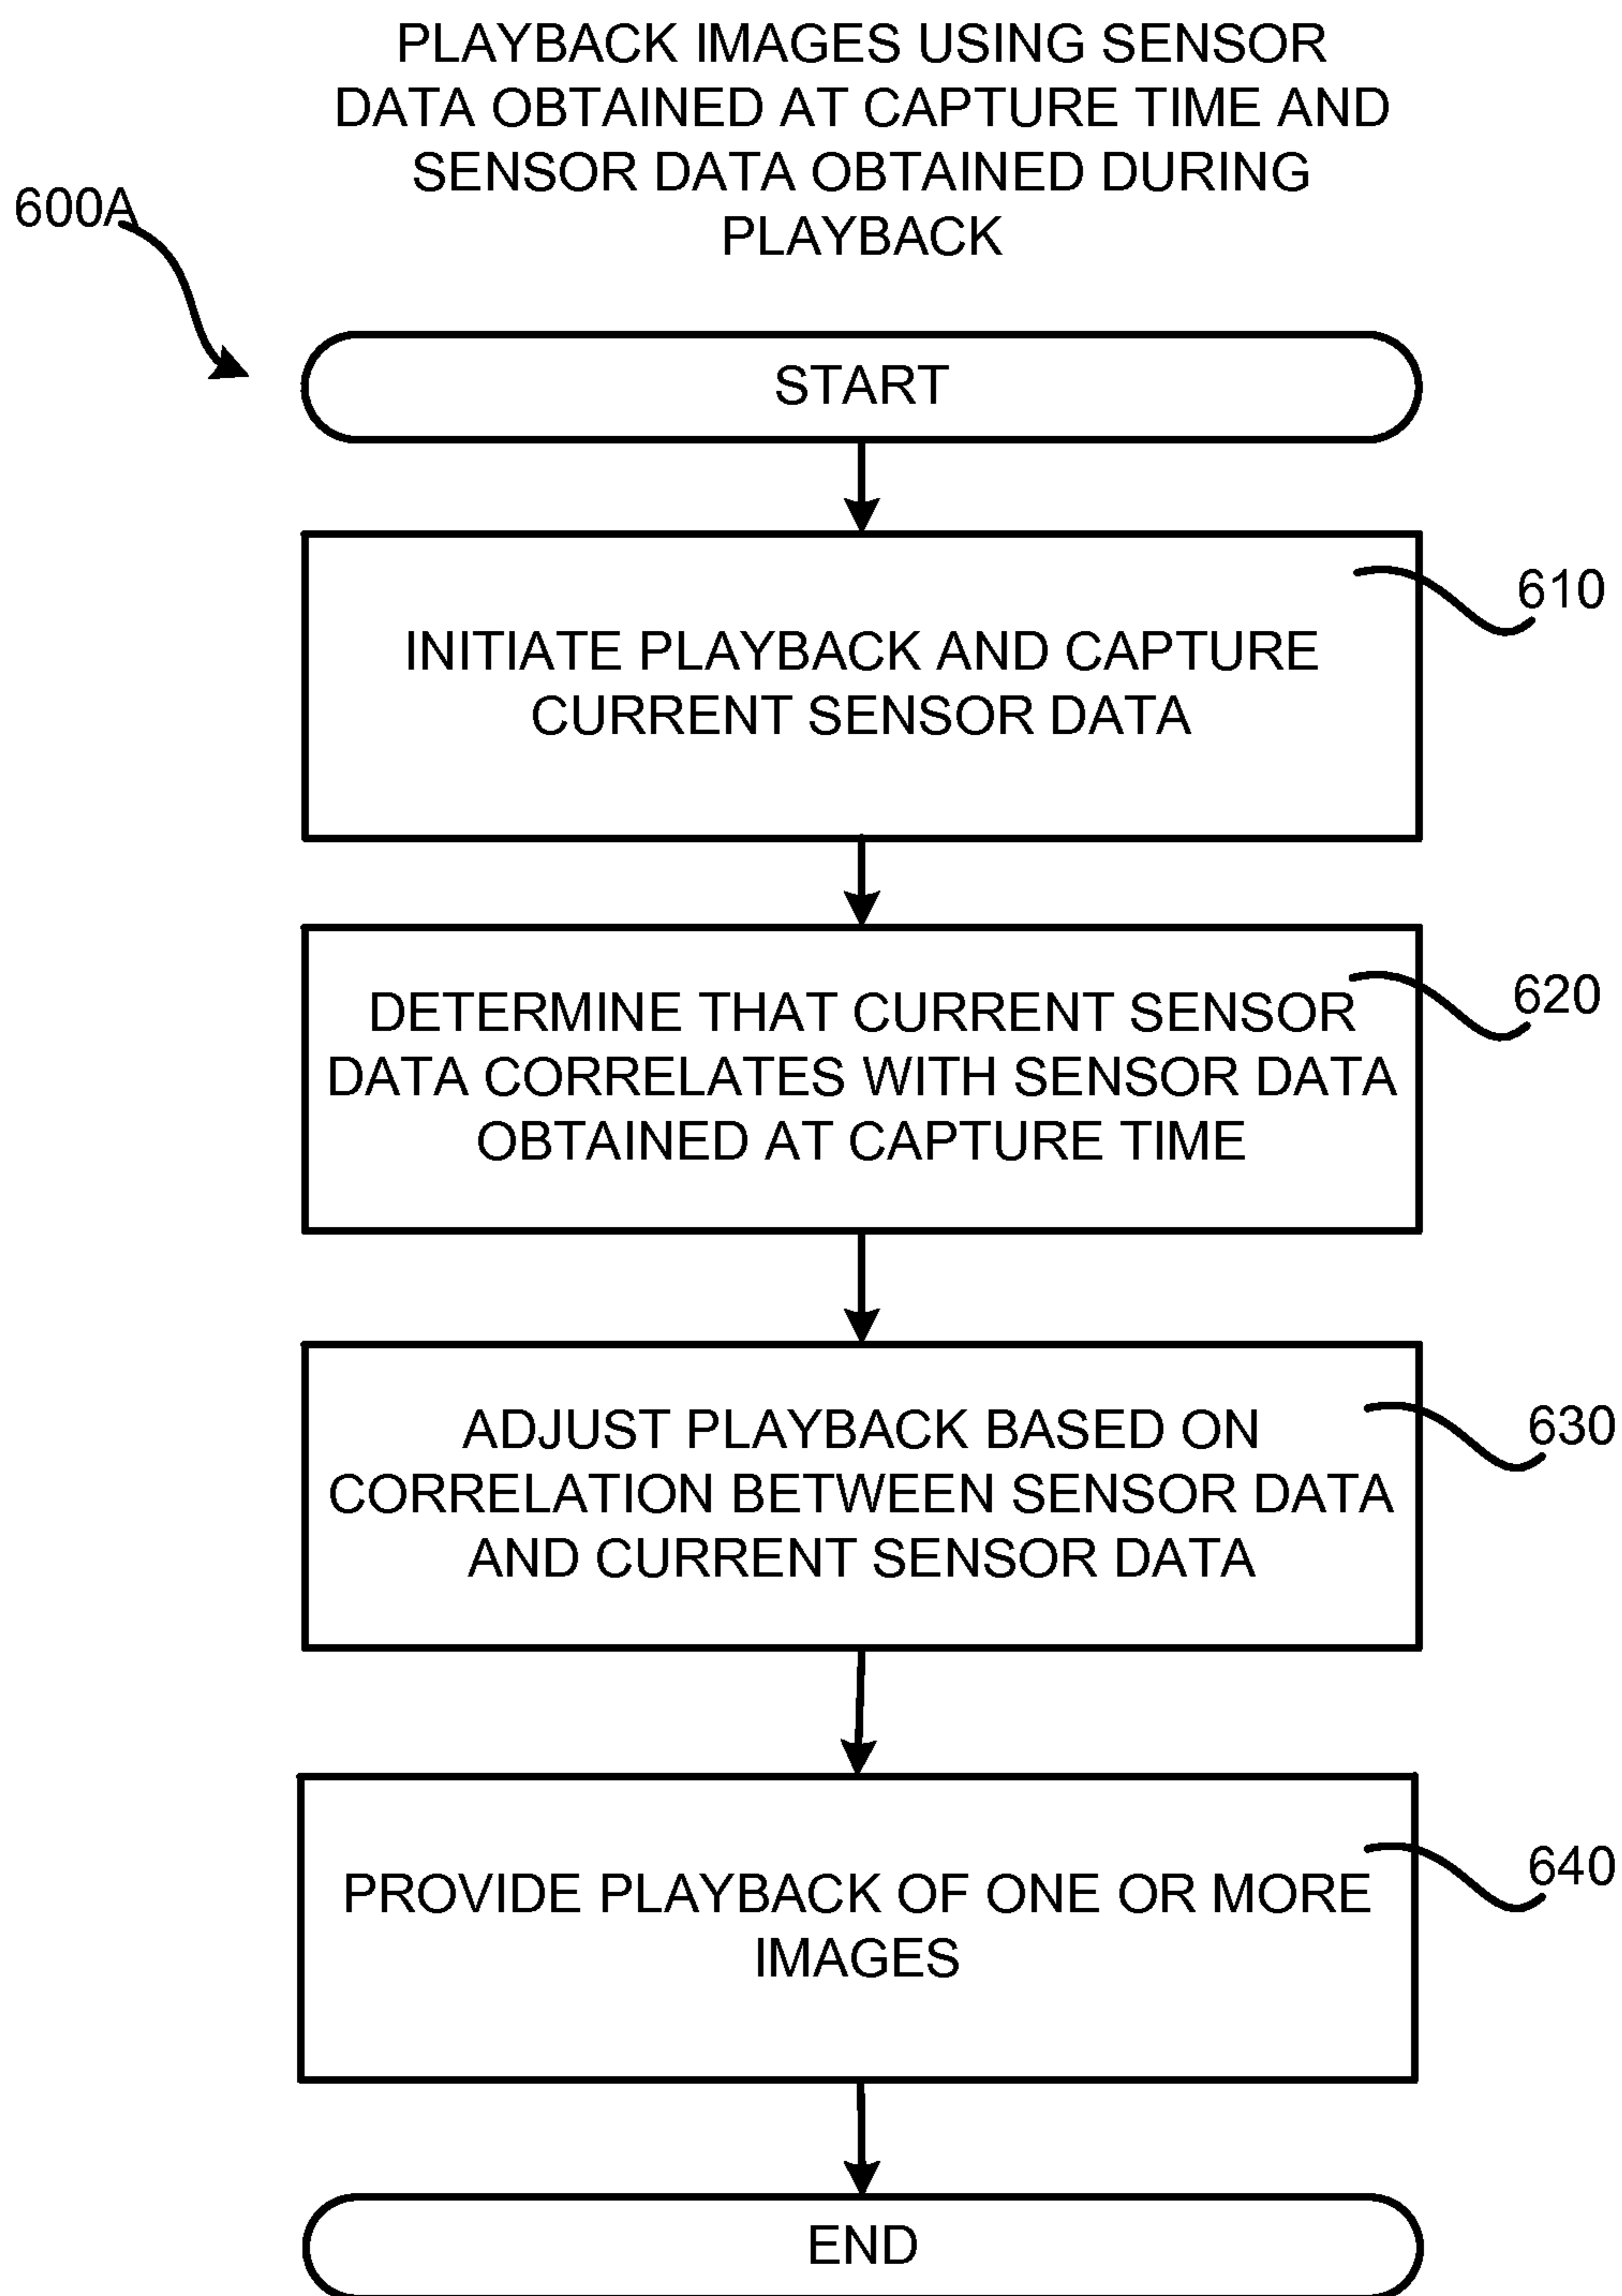 PLAYBACK IMAGES USING SENSOR
DATA OBTAINED AT CAPTURE TIME AND
SENSOR DATA OBTAINED DURING
PLAYBACK
600A
START
610
INITIATE PLAYBACK AND CAPTURE
CURRENT SENSOR DATA
620
DETERMINE THAT CURRENT SENSOR
DATA CORRELATES WITH SENSOR DATA
OBTAINED AT CAPTURE TIME
630
ADJUST PLAYBACK BASED ON
CORRELATION BETWEEN SENSOR DATA
AND CURRENT SENSOR DATA
640
PROVIDE PLAYBACK OF ONE OR MORE
IMAGES
END